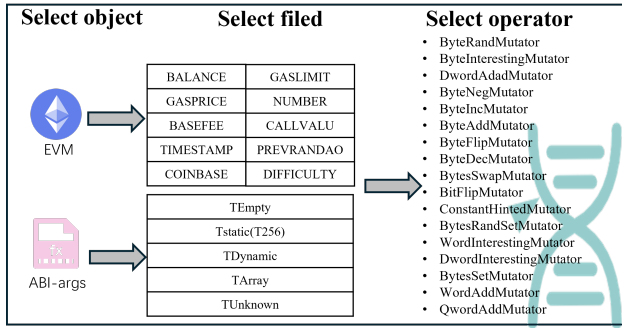 Select object
Select filed
Select operator
EVM
BALANCE GASLIMIT
GASPRICE NUMBER
BASEFEE CALLVALU
TIMESTAMP PREVRANDAO
COINBASE DIFFICULTY
fx
ABI-args
TEmpty
Tstatic(T256)
TDynamic
TArray
TUnknown
• ByteRandMutator
• ByteInterestingMutator
• DwordAdadMutator
• ByteNegMutator
• ByteIncMutator
• ByteAddMutator
• ByteFlipMutator
• ByteDecMutator
• BytesSwapMutator
• BitFlipMutator
• ConstantHintedMutator
• BytesRandSetMutator
• WordInterestingMutator
• DwordInterestingMutator
• BytesSetMutator
• WordAddMutator
• QwordAddMutator